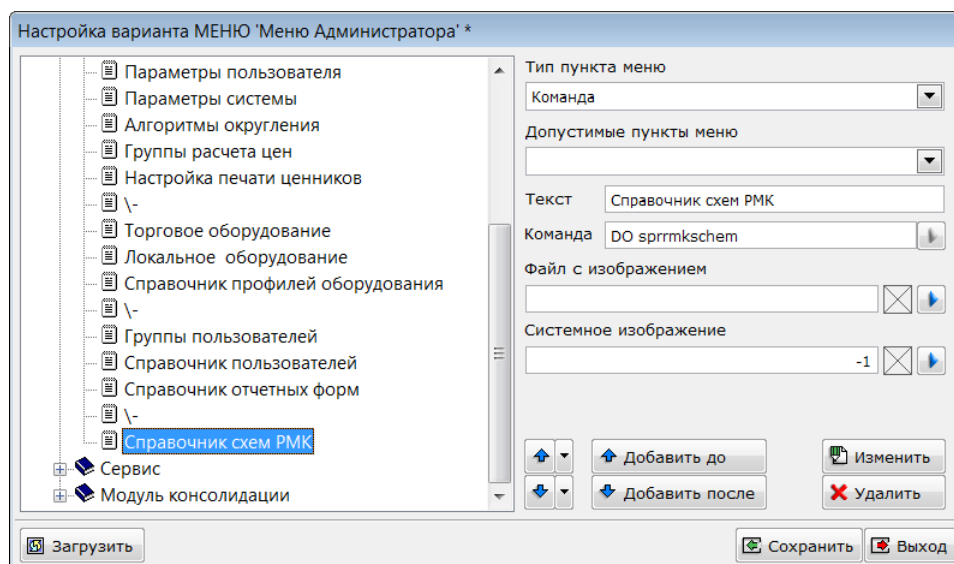 Настройка варианта МЕНЮ 'Меню Администратора' *
Параметры пользователя
Параметры системы
Алгоритмы округления
Группы расчета цен
Настройка печати ценников
\-
Торговое оборудование
Локальное оборудование
Справочник профилей оборудования
\-
Группы пользователей
Справочник пользователей
Справочник отчетных форм
\-
Справочник схем РМК
Сервис
Модуль консолидации
Тип пункта меню
Команда
Допустимые пункты меню
Текст Справочник схем РМК
Команда DO sprrmkschem
Файл с изображением
Системное изображение
-1
Добавить до
Изменить
Добавить после
Удалить
Загрузить
Сохранить
Выход